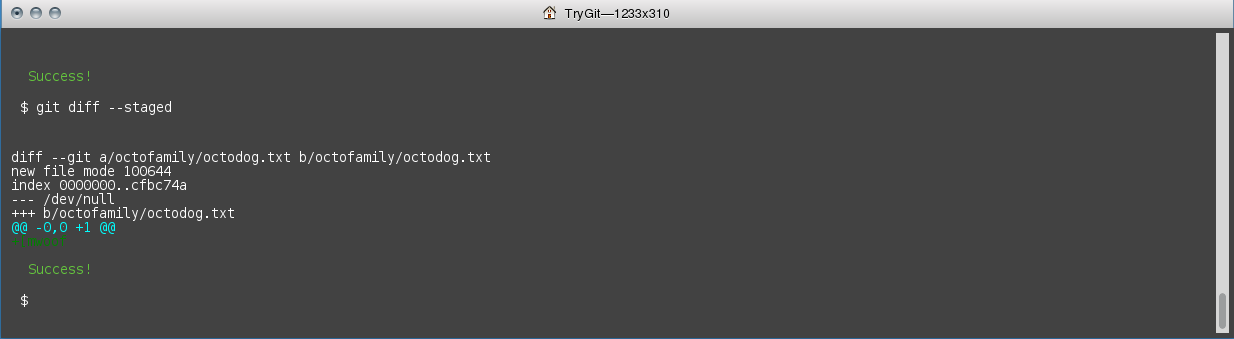 TryGit—1233x310
Success!
$ git diff --staged
diff --git a/octofamily/octodog.txt b/octofamily/octodog.txt
new file mode 100644
index 0000000..cfbc74a
--- /dev/null
+++ b/octofamily/octodog.txt
@@ -0,0 +1 @@
Success!
$